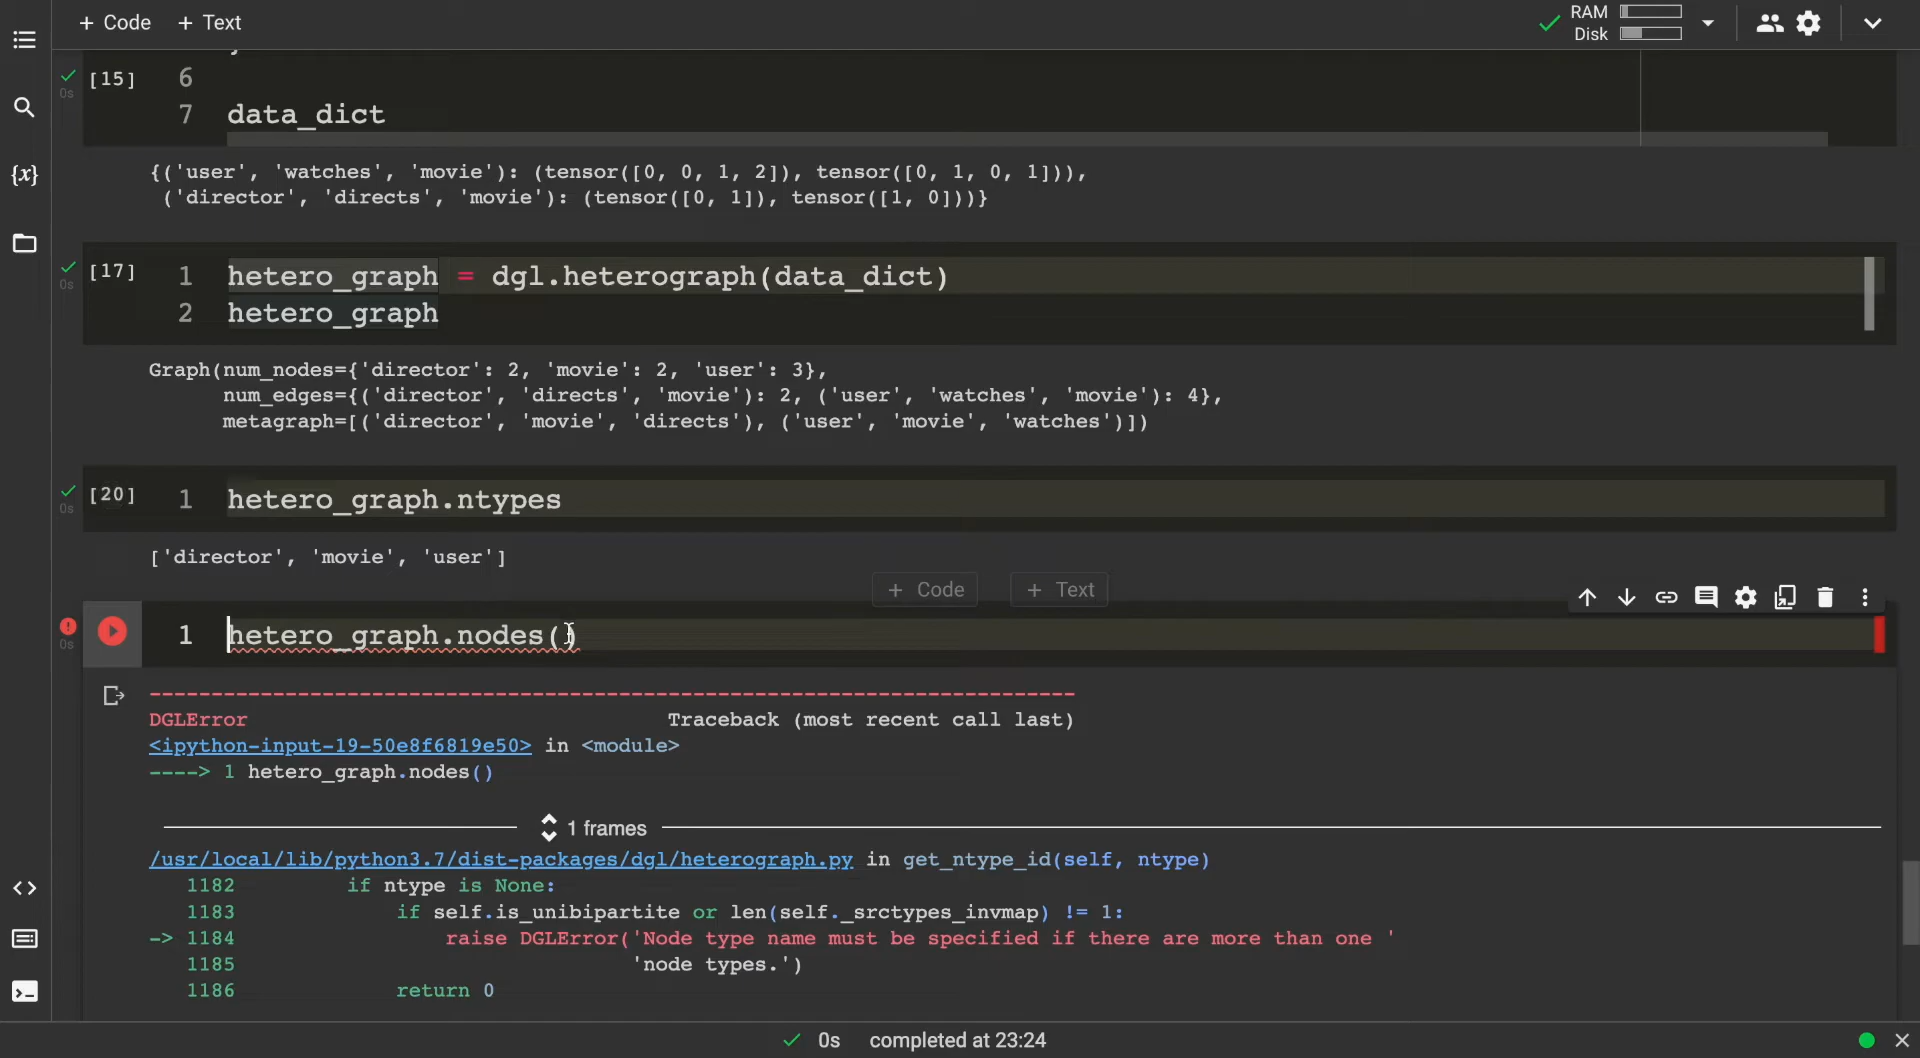 + Code + Text
RAM
Disk
[15] 6
0s
7 data_dict
{x}
{('user', 'watches', 'movie'): (tensor([0, 0, 1, 2]), tensor([0, 1, 0, 1])),
('director', 'directs', 'movie'): (tensor([0, 1]), tensor([1, 0]))}
[17] 1 hetero_graph = dgl.heterograph(data_dict)
0s
2 hetero_graph
Graph(num_nodes={'director': 2, 'movie': 2, 'user': 3},
num_edges={('director', 'directs', 'movie'): 2, ('user', 'watches', 'movie'): 4},
metagraph=[('director', 'movie', 'directs'), ('user', 'movie', 'watches')])
[20] 1 hetero_graph.ntypes
0s
['director', 'movie', 'user']
+ Code + Text
1 hetero_graph.nodes()
0s
---------------------------------------------------------------------------
DGLError Traceback (most recent call last)
<ipython-input-19-50e8f6819e50> in <module>
----> 1 hetero_graph.nodes()
1 frames
/usr/local/lib/python3.7/dist-packages/dgl/heterograph.py in get_ntype_id(self, ntype)
1182 if ntype is None:
1183 if self.is_unibipartite or len(self._srctypes_invmap) != 1:
-> 1184 raise DGLError('Node type name must be specified if there are more than one '
1185 'node types.')
1186 return 0
0s completed at 23:24